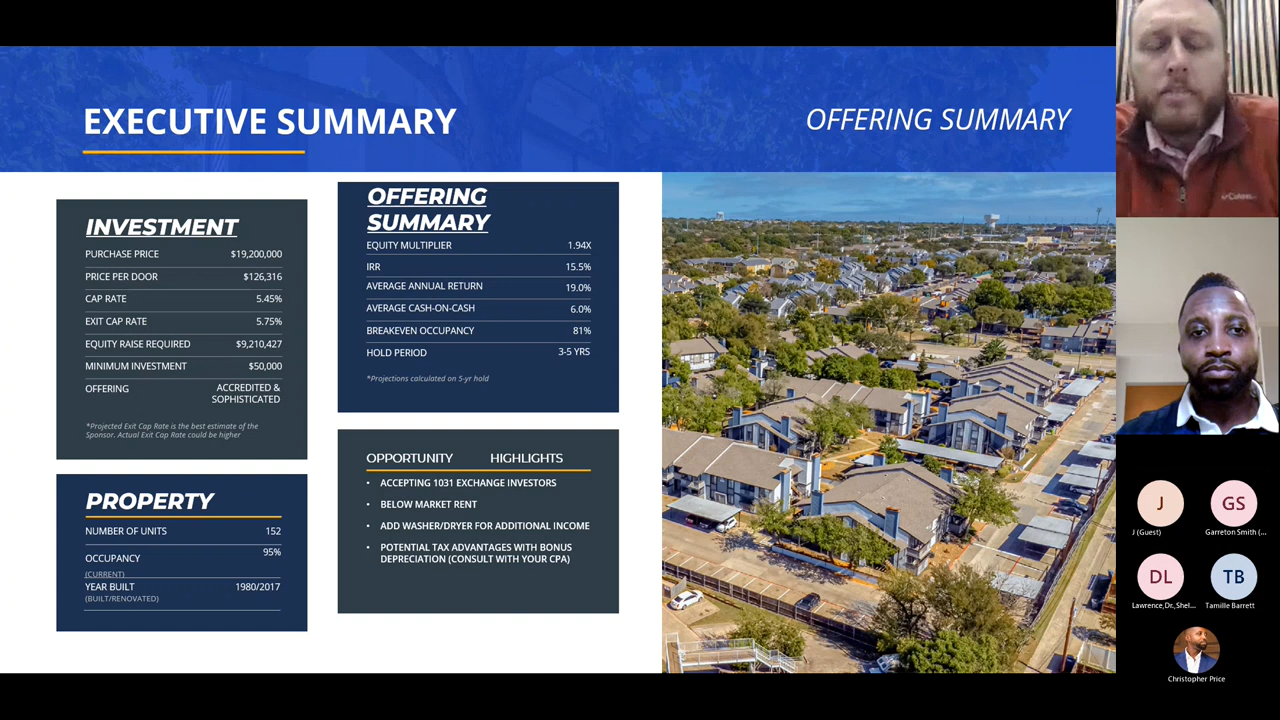 EXECUTIVE SUMMARY
OFFERING SUMMARY
INVESTMENT
PURCHASE PRICE $19,200,000
PRICE PER DOOR $126,316
CAP RATE 5.45%
EXIT CAP RATE 5.75%
EQUITY RAISE REQUIRED $9,210,427
MINIMUM INVESTMENT $50,000
OFFERING ACCREDITED &
SOPHISTICATED
*Projected Exit Cap Rate is the best estimate of the
Sponsor. Actual Exit Cap Rate could be higher
PROPERTY
NUMBER OF UNITS 152
OCCUPANCY 95%
(CURRENT)
YEAR BUILT 1980/2017
(BUILT/RENOVATED)
OFFERING
SUMMARY
EQUITY MULTIPLIER 1.94X
IRR 15.5%
AVERAGE ANNUAL RETURN 19.0%
AVERAGE CASH-ON-CASH 6.0%
BREAKEVEN OCCUPANCY 81%
HOLD PERIOD 3-5 YRS
*Projections calculated on 5-yr hold
OPPORTUNITY HIGHLIGHTS
• ACCEPTING 1031 EXCHANGE INVESTORS
• BELOW MARKET RENT
• ADD WASHER/DRYER FOR ADDITIONAL INCOME
• POTENTIAL TAX ADVANTAGES WITH BONUS
DEPRECIATION (CONSULT WITH YOUR CPA)
J GS
J (Guest) Garreton Smith (...
DL TB
Lawrence,Dr.,Shel... Tamille Barrett
Christopher Price